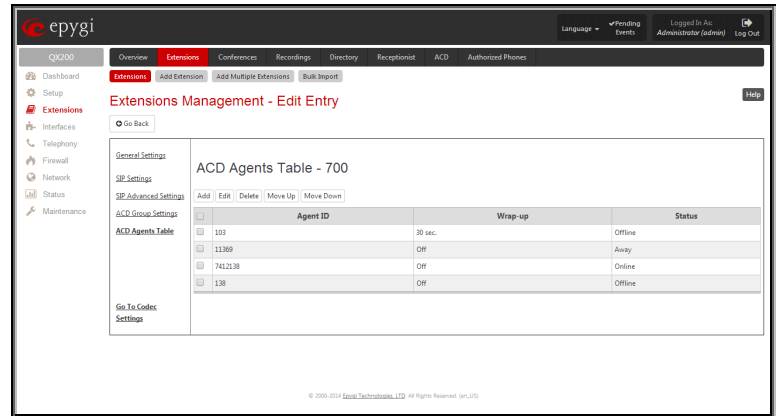 epygi
Language
Pending Events
Logged In As:
Administrator (admin)
Log Out
QX200
Overview Extensions Conferences Recordings Directory Receptionist ACD Authorized Phones
Dashboard
Setup
Extensions
Interfaces
Telephony
Firewall
Network
Status
Maintenance
Extensions Add Extension Add Multiple Extensions Bulk Import
Extensions Management - Edit Entry
Help
Go Back
General Settings
SIP Settings
SIP Advanced Settings
ACD Group Settings
ACD Agents Table
Go To Codec
Settings
ACD Agents Table - 700
Add Edit Delete Move Up Move Down
Agent ID Wrap-up Status
103 30 sec. Offline
11369 Off Away
7412138 Off Online
138 Off Offline
© 2000-2014 Epygi Technologies, LTD. All Rights Reserved. (en_US)